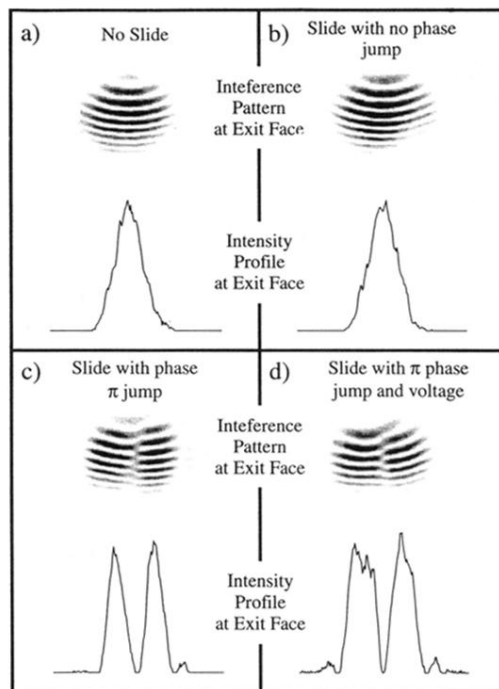 a)
No Slide
Inteference
Pattern
at Exit Face
Intensity
Profile
at Exit Face
b)
Slide with no phase
jump
c)
Slide with phase
π jump
Inteference
Pattern
at Exit Face
Intensity
Profile
at Exit Face
d)
Slide with π phase
jump and voltage